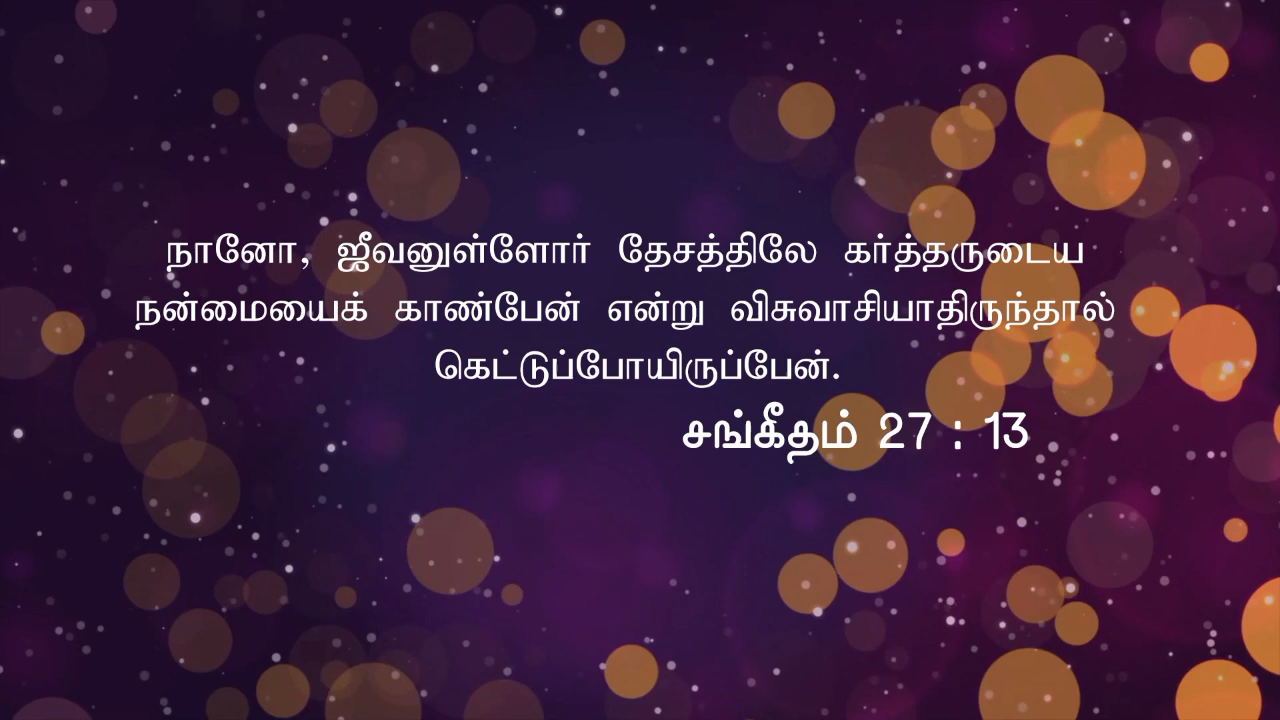 நானோ, ஜீவனுள்ளோர் தேசத்திலே கர்த்தருடைய
நன்மையைக் காண்பேன் என்று விசுவாசியாதிருந்தால்
கெட்டுப்போயிருப்பேன்.
சங்கீதம் 27 : 13